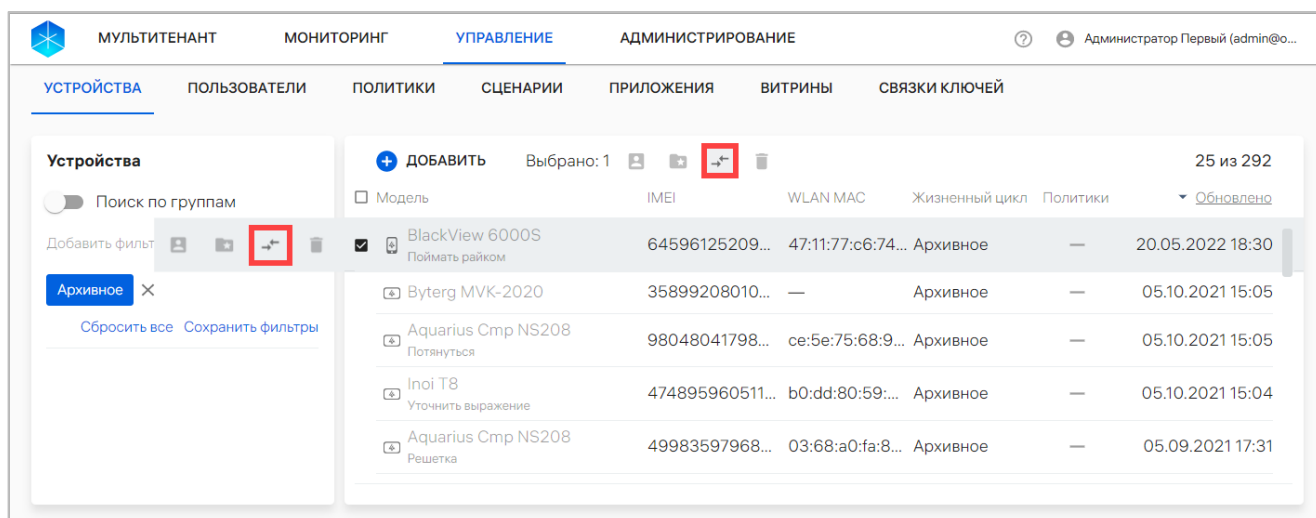 МУЛЬТИТЕНАНТ МОНИТОРИНГ УПРАВЛЕНИЕ АДМИНИСТРИРОВАНИЕ Администратор Первый (admin@o...
УСТРОЙСТВА ПОЛЬЗОВАТЕЛИ ПОЛИТИКИ СЦЕНАРИИ ПРИЛОЖЕНИЯ ВИТРИНЫ СВЯЗКИ КЛЮЧЕЙ
Устройства
Поиск по группам
Добавить фильт
Архивное
Сбросить все Сохранить фильтры
ДОБАВИТЬ Выбрано: 1 25 из 292
Модель IMEI WLAN MAC Жизненный цикл Политики Обновлено
BlackView 6000S 64596125209... 47:11:77:c6:74... Архивное — 20.05.2022 18:30
Поймать райком
Byterg MVK-2020 35899208010... — Архивное — 05.10.2021 15:05
Aquarius Cmp NS208 98048041798... ce:5e:75:68:9... Архивное — 05.10.2021 15:05
Потянуться
Inoi T8 474895960511... b0:dd:80:59:... Архивное — 05.10.2021 15:04
Уточнить выражение
Aquarius Cmp NS208 49983597968... 03:68:a0:fa:8... Архивное — 05.09.2021 17:31
Решетка